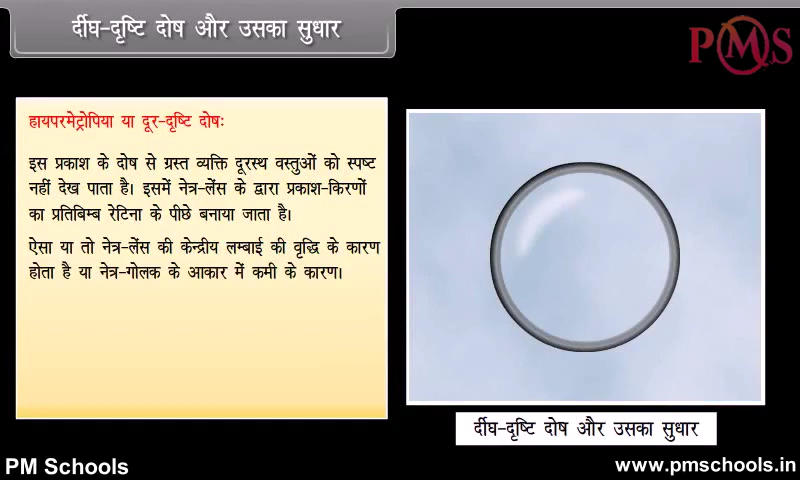 र्दीघ-दृष्टि दोष और उसका सुधार
PMS
हायपरमेट्रोपिया या दूर-दृष्टि दोषः
इस प्रकाश के दोष से ग्रस्त व्यक्ति दूरस्थ वस्तुओं को स्पष्ट
नहीं देख पाता है। इसमें नेत्र-लेंस के द्वारा प्रकाश-किरणों
का प्रतिबिम्ब रेटिना के पीछे बनाया जाता है।
ऐसा या तो नेत्र-लेंस की केन्द्रीय लम्बाई की वृद्धि के कारण
होता है या नेत्र-गोलक के आकार में कमी के कारण।
र्दीघ-दृष्टि दोष और उसका सुधार
PM Schools
www.pmschools.in